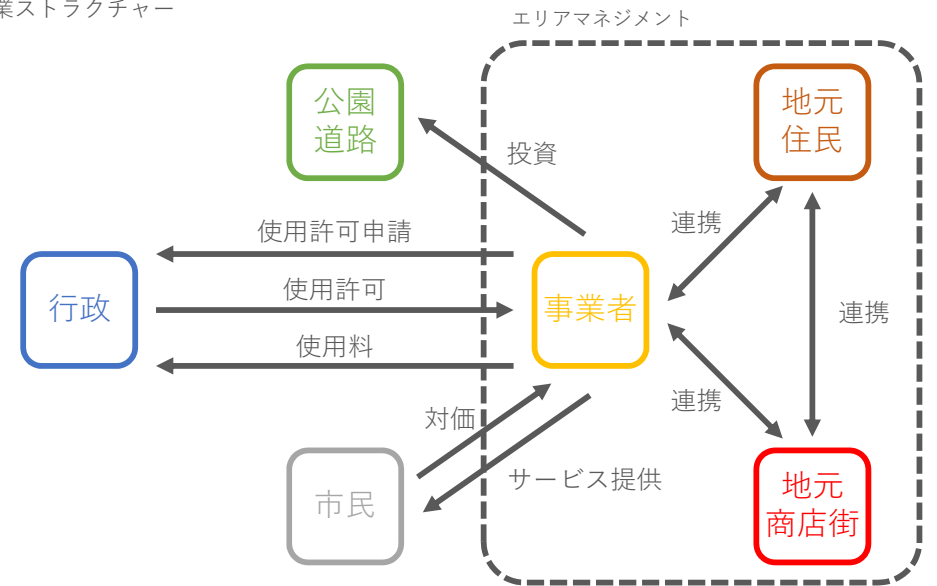 業ストラクチャー
エリアマネジメント
公園
道路
地元
住民
投資
使用許可申請
連携
使用許可
行政
事業者
連携
使用料
連携
対価
サービス提供
市民
地元
商店街